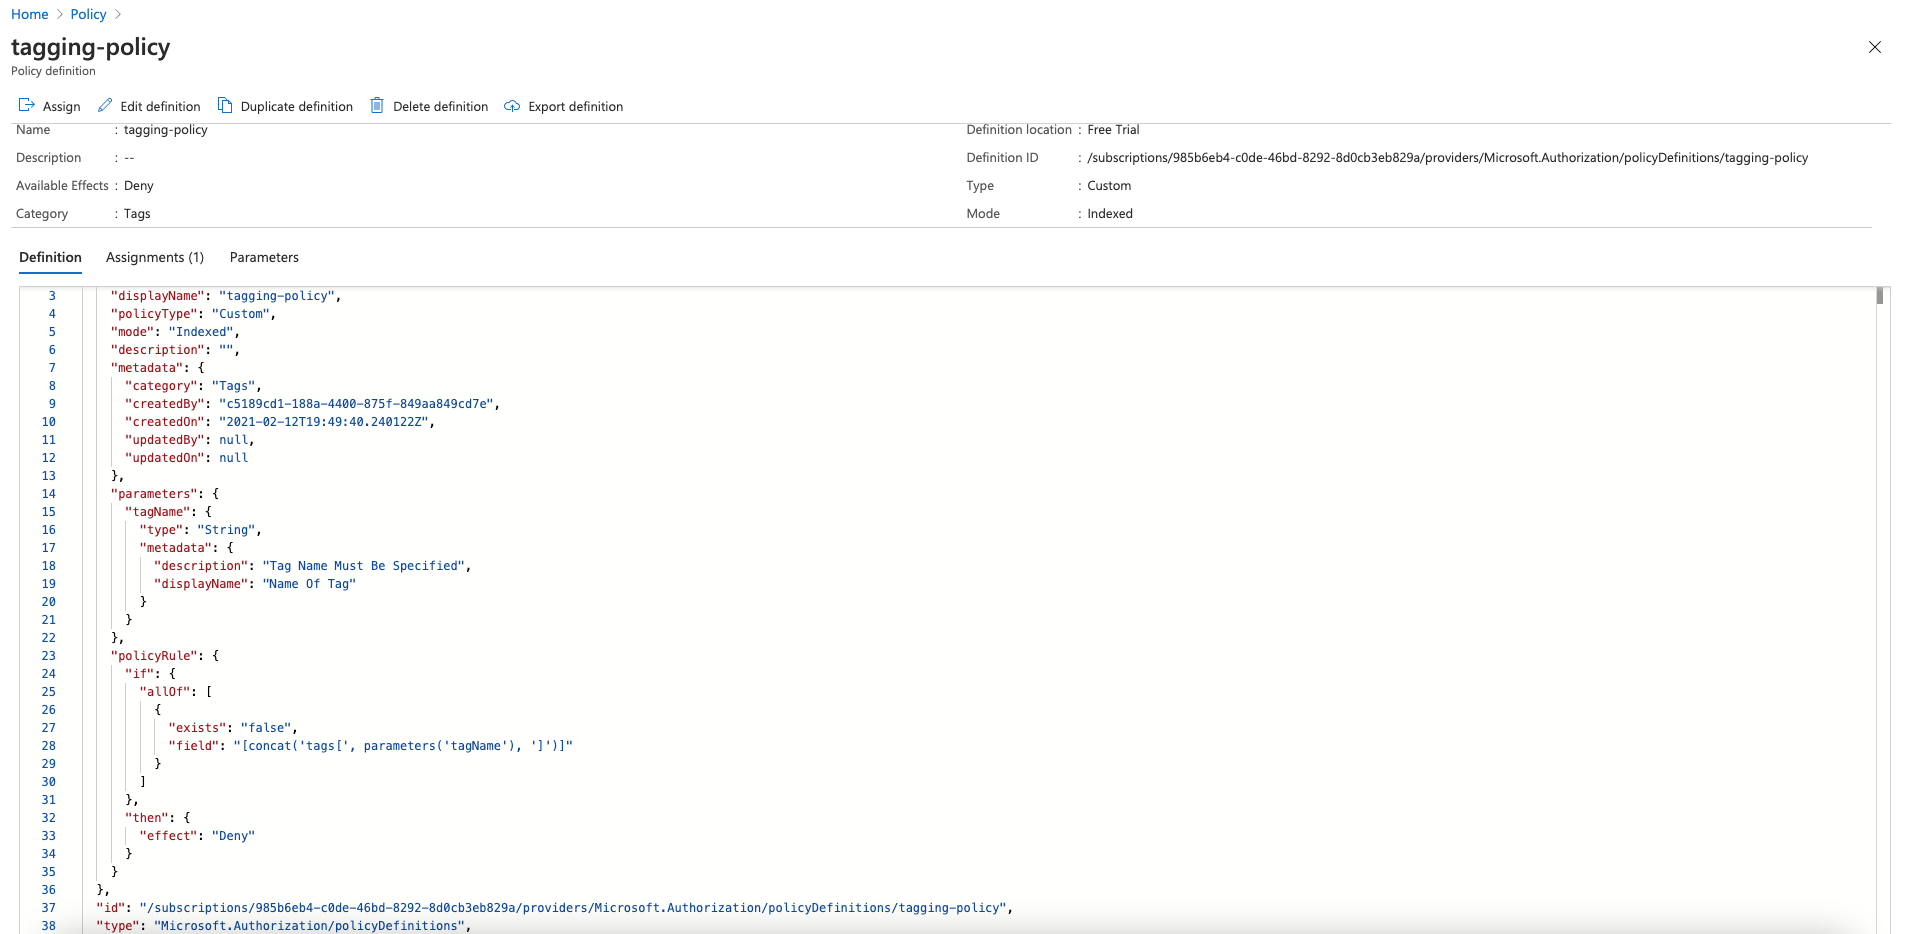 Home > Policy >
tagging-policy
Policy definition
Assign Edit definition Duplicate definition Delete definition Export definition
Name : tagging-policy Definition location : Free Trial
Description : -- Definition ID : /subscriptions/985b6eb4-c0de-46bd-8292-8d0cb3eb829a/providers/Microsoft.Authorization/policyDefinitions/tagging-policy
Available Effects : Deny Type : Custom
Category : Tags Mode : Indexed
Definition Assignments (1) Parameters
3 "displayName": "tagging-policy",
4 "policyType": "Custom",
5 "mode": "Indexed",
6 "description": "",
7 "metadata": {
8 "category": "Tags",
9 "createdBy": "c5189cd1-188a-4400-875f-849aa849cd7e",
10 "createdOn": "2021-02-12T19:49:40.240122Z",
11 "updatedBy": null,
12 "updatedOn": null
13 },
14 "parameters": {
15 "tagName": {
16 "type": "String",
17 "metadata": {
18 "description": "Tag Name Must Be Specified",
19 "displayName": "Name Of Tag"
20 }
21 }
22 },
23 "policyRule": {
24 "if": {
25 "allOf": [
26 {
27 "exists": "false",
28 "field": "[concat('tags[', parameters('tagName'), ']')]"
29 }
30 ]
31 },
32 "then": {
33 "effect": "Deny"
34 }
35 }
36 },
37 "id": "/subscriptions/985b6eb4-c0de-46bd-8292-8d0cb3eb829a/providers/Microsoft.Authorization/policyDefinitions/tagging-policy",
38 "type": "Microsoft.Authorization/policyDefinitions",